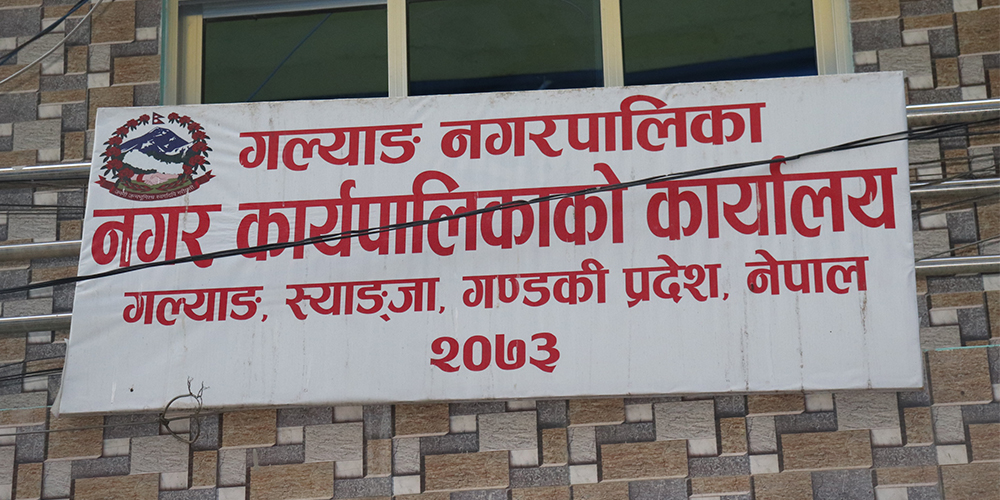 गल्याङ नगरपालिका
नगर कार्यपालिकाको कार्यालय
गल्याङ, स्याङ्जा, गण्डकी प्रदेश, नेपाल
२०७३